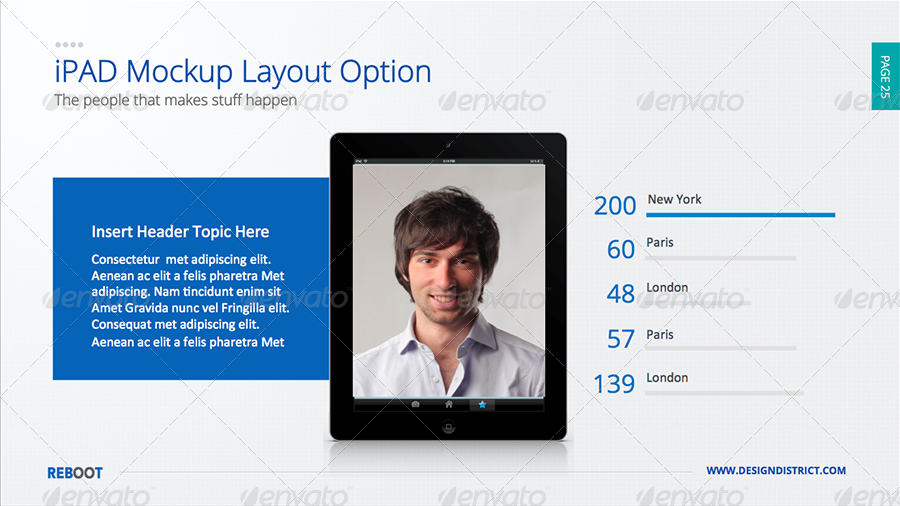 iPAD Mockup Layout Option
The people that makes stuff happen
PAGE 25
Insert Header Topic Here
Consectetur met adipiscing elit.
Aenean ac elit a felis pharetra Met
adipiscing. Nam tincidunt enim sit
Amet Gravida nunc vel Fringilla elit.
Consequat met adipiscing elit.
Aenean ac elit a felis pharetra Met
200 New York
60 Paris
48 London
57 Paris
139 London
REBOOT
WWW.DESIGNDISTRICT.COM
envato